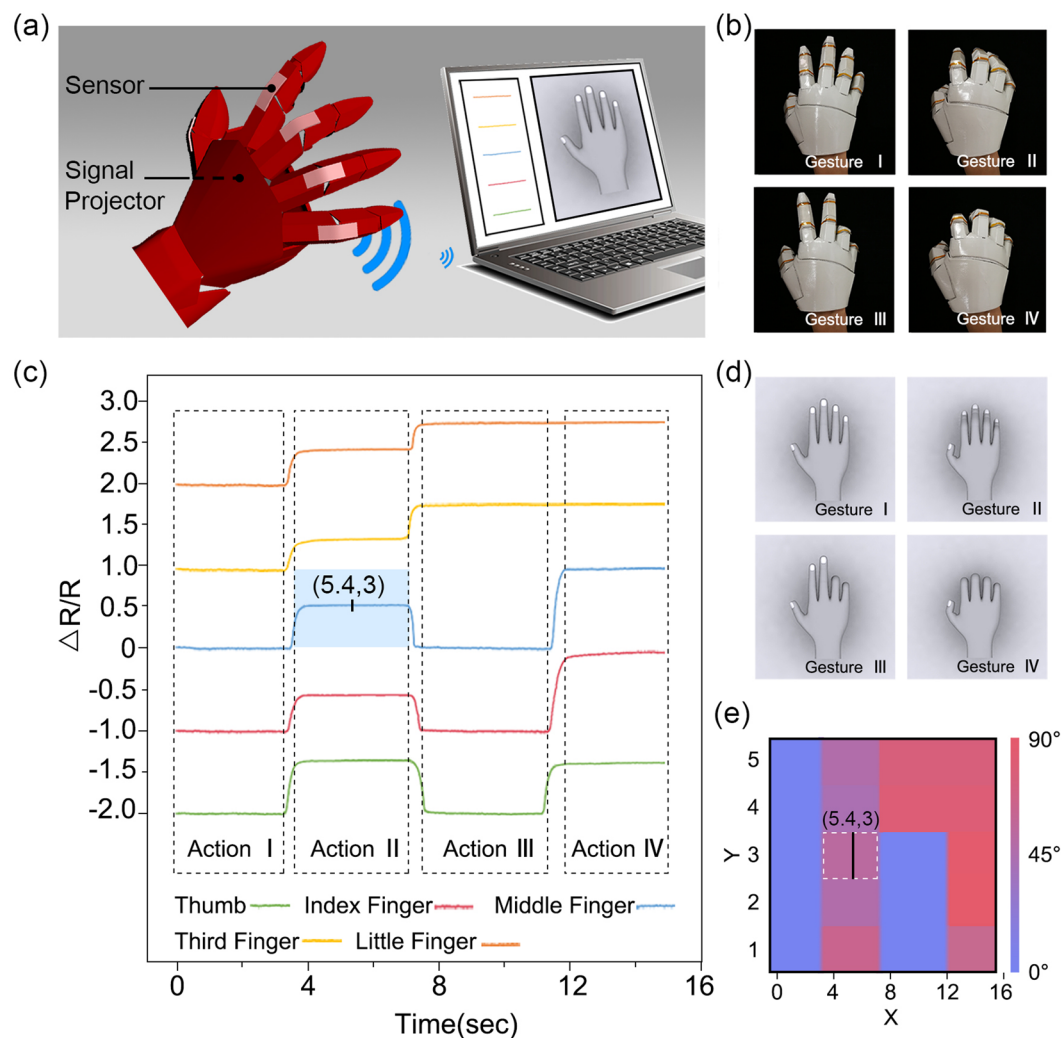 (a)
Sensor
Signal
Projector
(b)
Gesture Ⅰ
Gesture Ⅱ
Gesture Ⅲ
Gesture Ⅳ
(c)
△R/R
3.0
2.5
2.0
1.5
1.0
0.5
0
-0.5
-1.0
-1.5
-2.0
(5.4,3)
Action Ⅰ
Action Ⅱ
Action Ⅲ
Action Ⅳ
Thumb
Index Finger
Middle Finger
Third Finger
Little Finger
0
4
8
12
16
Time(sec)
(d)
Gesture Ⅰ
Gesture Ⅱ
Gesture Ⅲ
Gesture Ⅳ
(e)
Y
5
4
3
2
1
(5.4,3)
0
4
8
12
16
X
90°
45°
0°